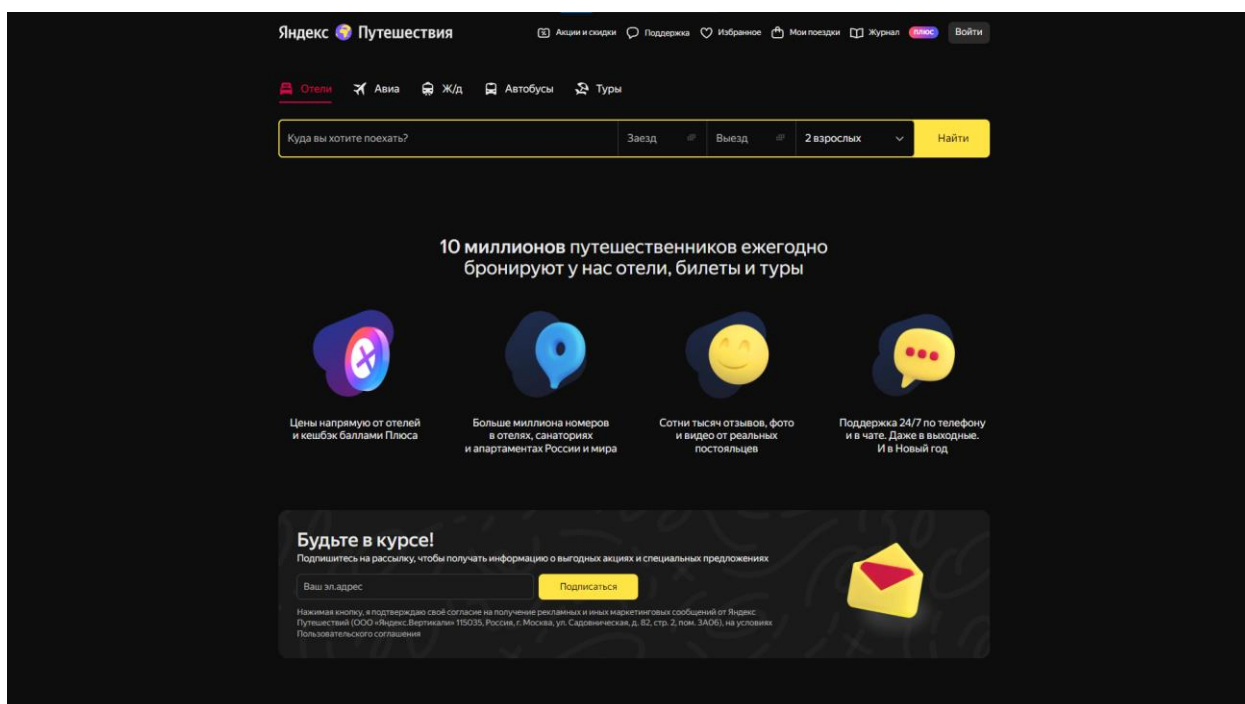 Яндекс Путешествия
Акции и скидки Поддержка Избранное Мои поездки Журнал плюс Войти
Отели Авиа Ж/д Автобусы Туры
Куда вы хотите поехать? Заезд Выезд 2 взрослых Найти
10 миллионов путешественников ежегодно
бронируют у нас отели, билеты и туры
Цены напрямую от отелей
и кешбэк баллами Плюса
Больше миллиона номеров
в отелях, санаториях
и апартаментах России и мира
Сотни тысяч отзывов, фото
и видео от реальных
постояльцев
Поддержка 24/7 по телефону
и в чате. Даже в выходные.
И в Новый год
Будьте в курсе!
Подпишитесь на рассылку, чтобы получать информацию о выгодных акциях и специальных предложениях
Ваш эл.адрес Подписаться
Нажимая кнопку, я подтверждаю своё согласие на получение рекламных и иных маркетинговых сообщений от Яндекс
Путешествий (ООО «Яндекс.Вертикали» 115035, Россия, г. Москва, ул. Садовническая, д. 82, стр. 2, пом. 3А06), на условиях
Пользовательского соглашения